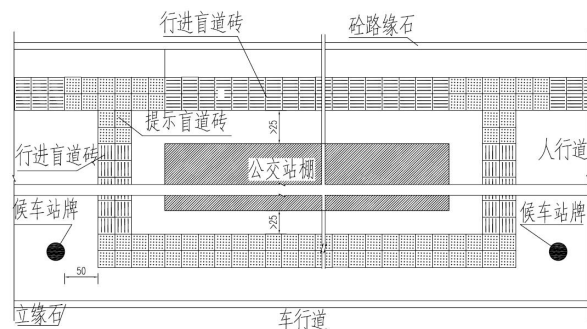 行进盲道砖
砼路缘石
提示盲道砖
>25
行进盲道砖
人行道
公交站棚
候车站牌
>25
候车站牌
50
立缘石
车行道